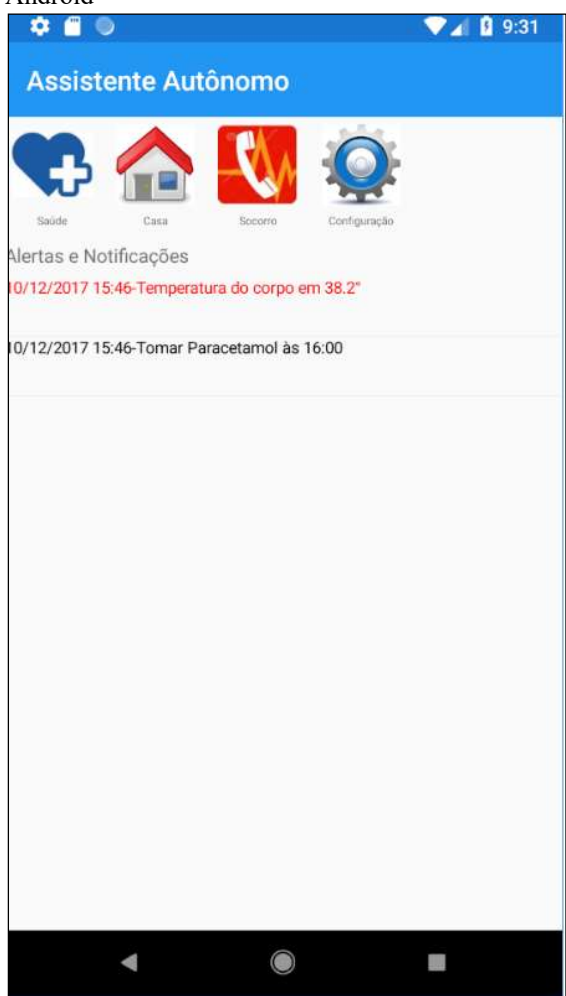 Android
9:31
Assistente Autônomo
Saúde Casa Socorro Configuração
Alertas e Notificações
10/12/2017 15:46-Temperatura do corpo em 38.2°
10/12/2017 15:46-Tomar Paracetamol às 16:00